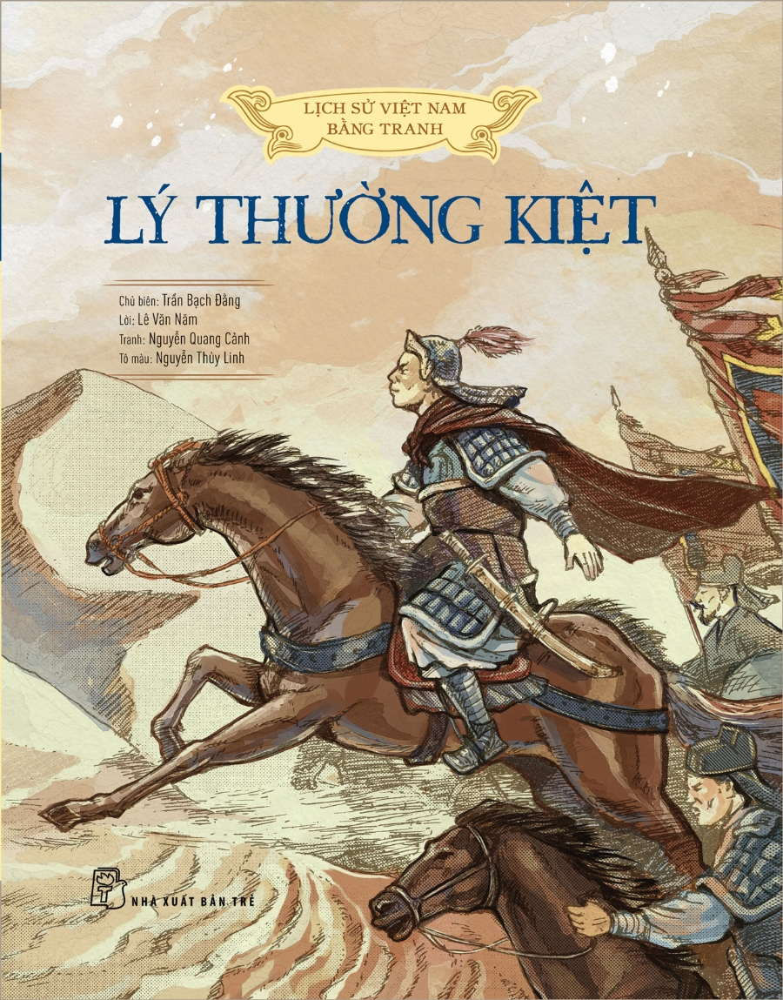 LỊCH SỬ VIỆT NAM
BẰNG TRANH
LÝ THƯỜNG KIỆT
Chủ biên: Trần Bạch Đằng
Lời: Lê Văn Năm
Tranh: Nguyễn Quang Cảnh
Tô màu: Nguyễn Thùy Linh
NHÀ XUẤT BẢN TRẺ